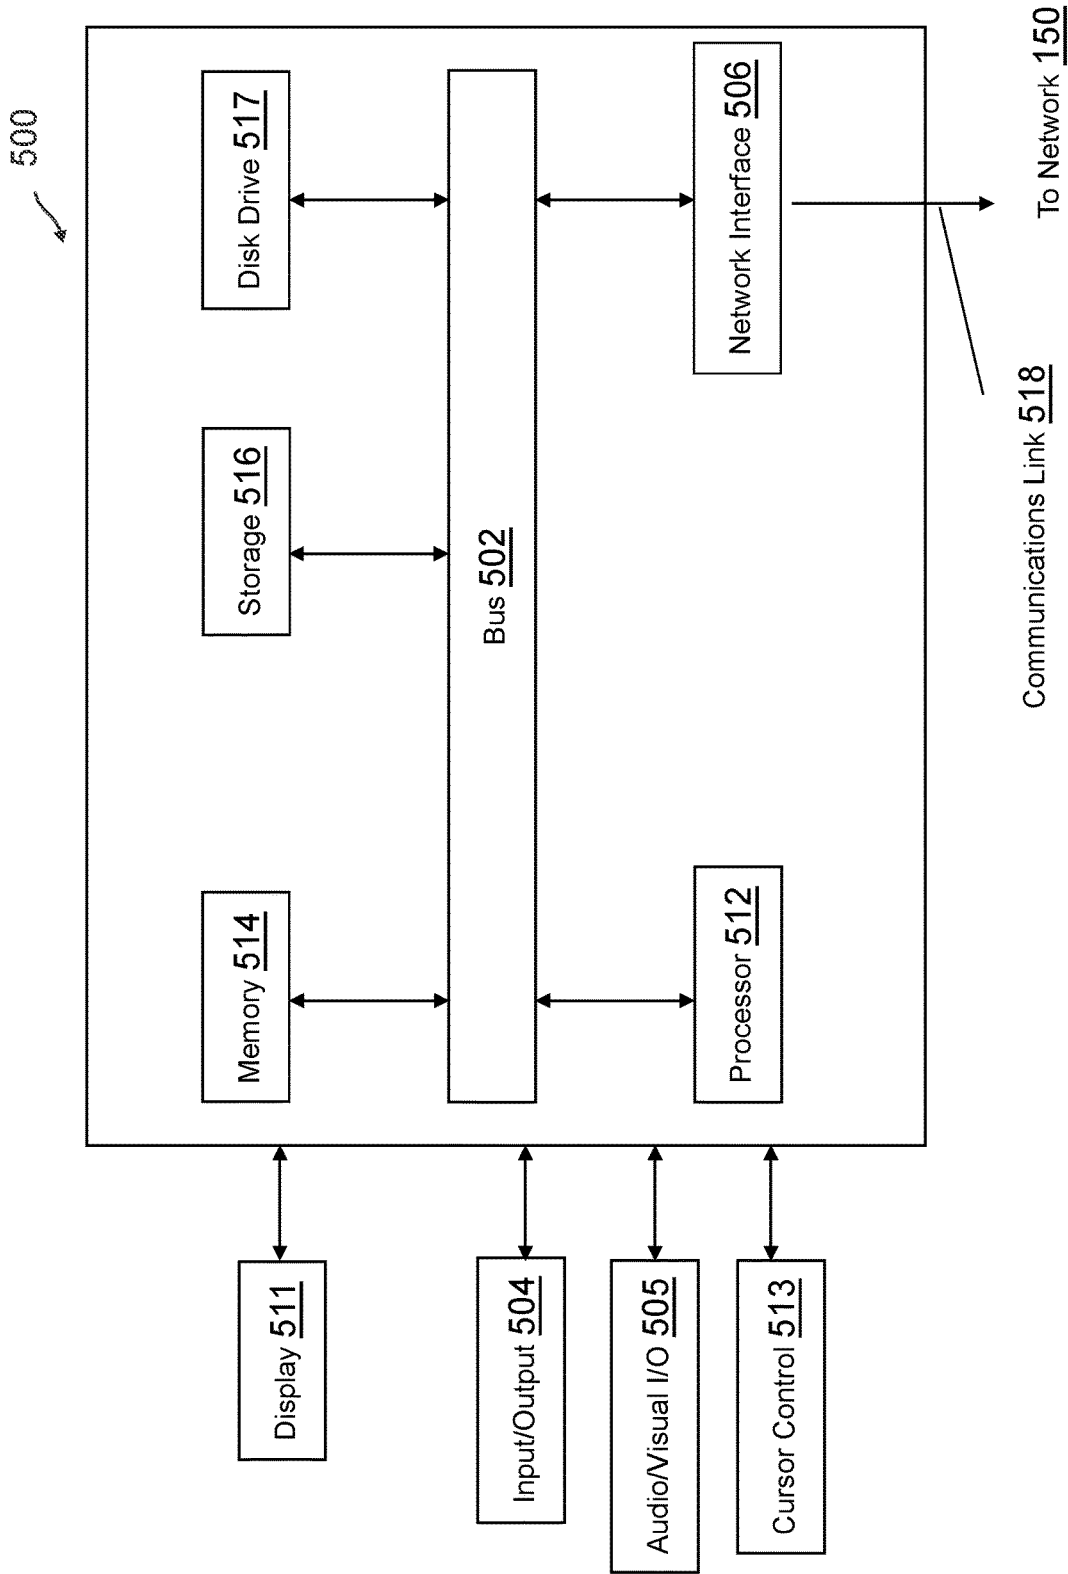 500
Memory 514
Storage 516
Disk Drive 517
Display 511
Bus 502
Input/Output 504
Audio/Visual I/O 505
Processor 512
Network Interface 506
Cursor Control 513
Communications Link 518
To Network 150